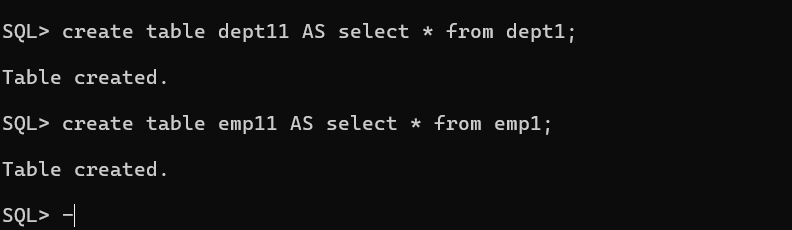 SQL> create table dept11 AS select * from dept1;
Table created.
SQL> create table emp11 AS select * from emp1;
Table created.
SQL> -